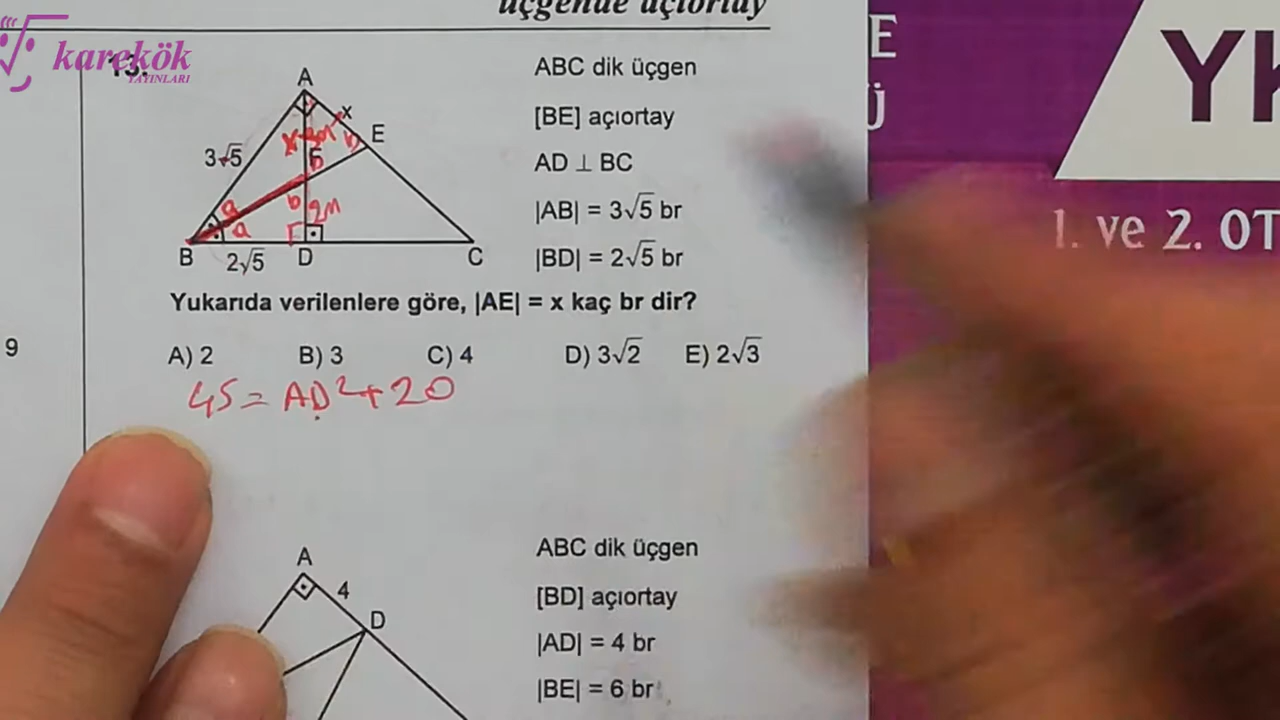 üçgende açıortay
karekök
YAYINLARI
13.
A
x
E
3√5
B
2√5
D
C
ABC dik üçgen
[BE] açıortay
AD ⊥ BC
|AB| = 3√5 br
|BD| = 2√5 br
Yukarıda verilenlere göre, |AE| = x kaç br dir?
A) 2 B) 3 C) 4 D) 3√2 E) 2√3
45 = AD²+20
9
A
4
D
ABC dik üçgen
[BD] açıortay
|AD| = 4 br
|BE| = 6 br
E
Ü
1. ve 2. OT